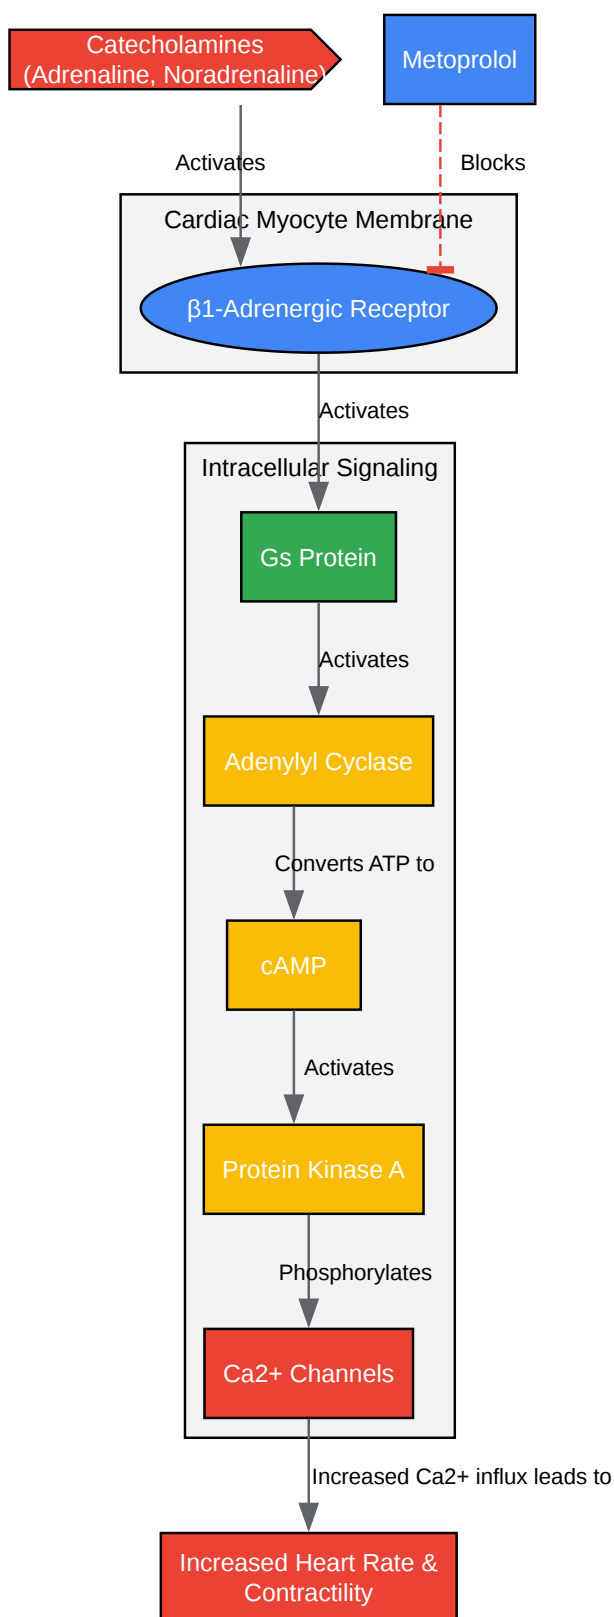 Catecholamines
(Adrenaline, Noradrenaline)
Metoprolol
Activates
Blocks
Cardiac Myocyte Membrane
β1-Adrenergic Receptor
Activates
Intracellular Signaling
Gs Protein
Activates
Adenylyl Cyclase
Converts ATP to
cAMP
Activates
Protein Kinase A
Phosphorylates
Ca2+ Channels
Increased Ca2+ influx leads to
Increased Heart Rate &
Contractility